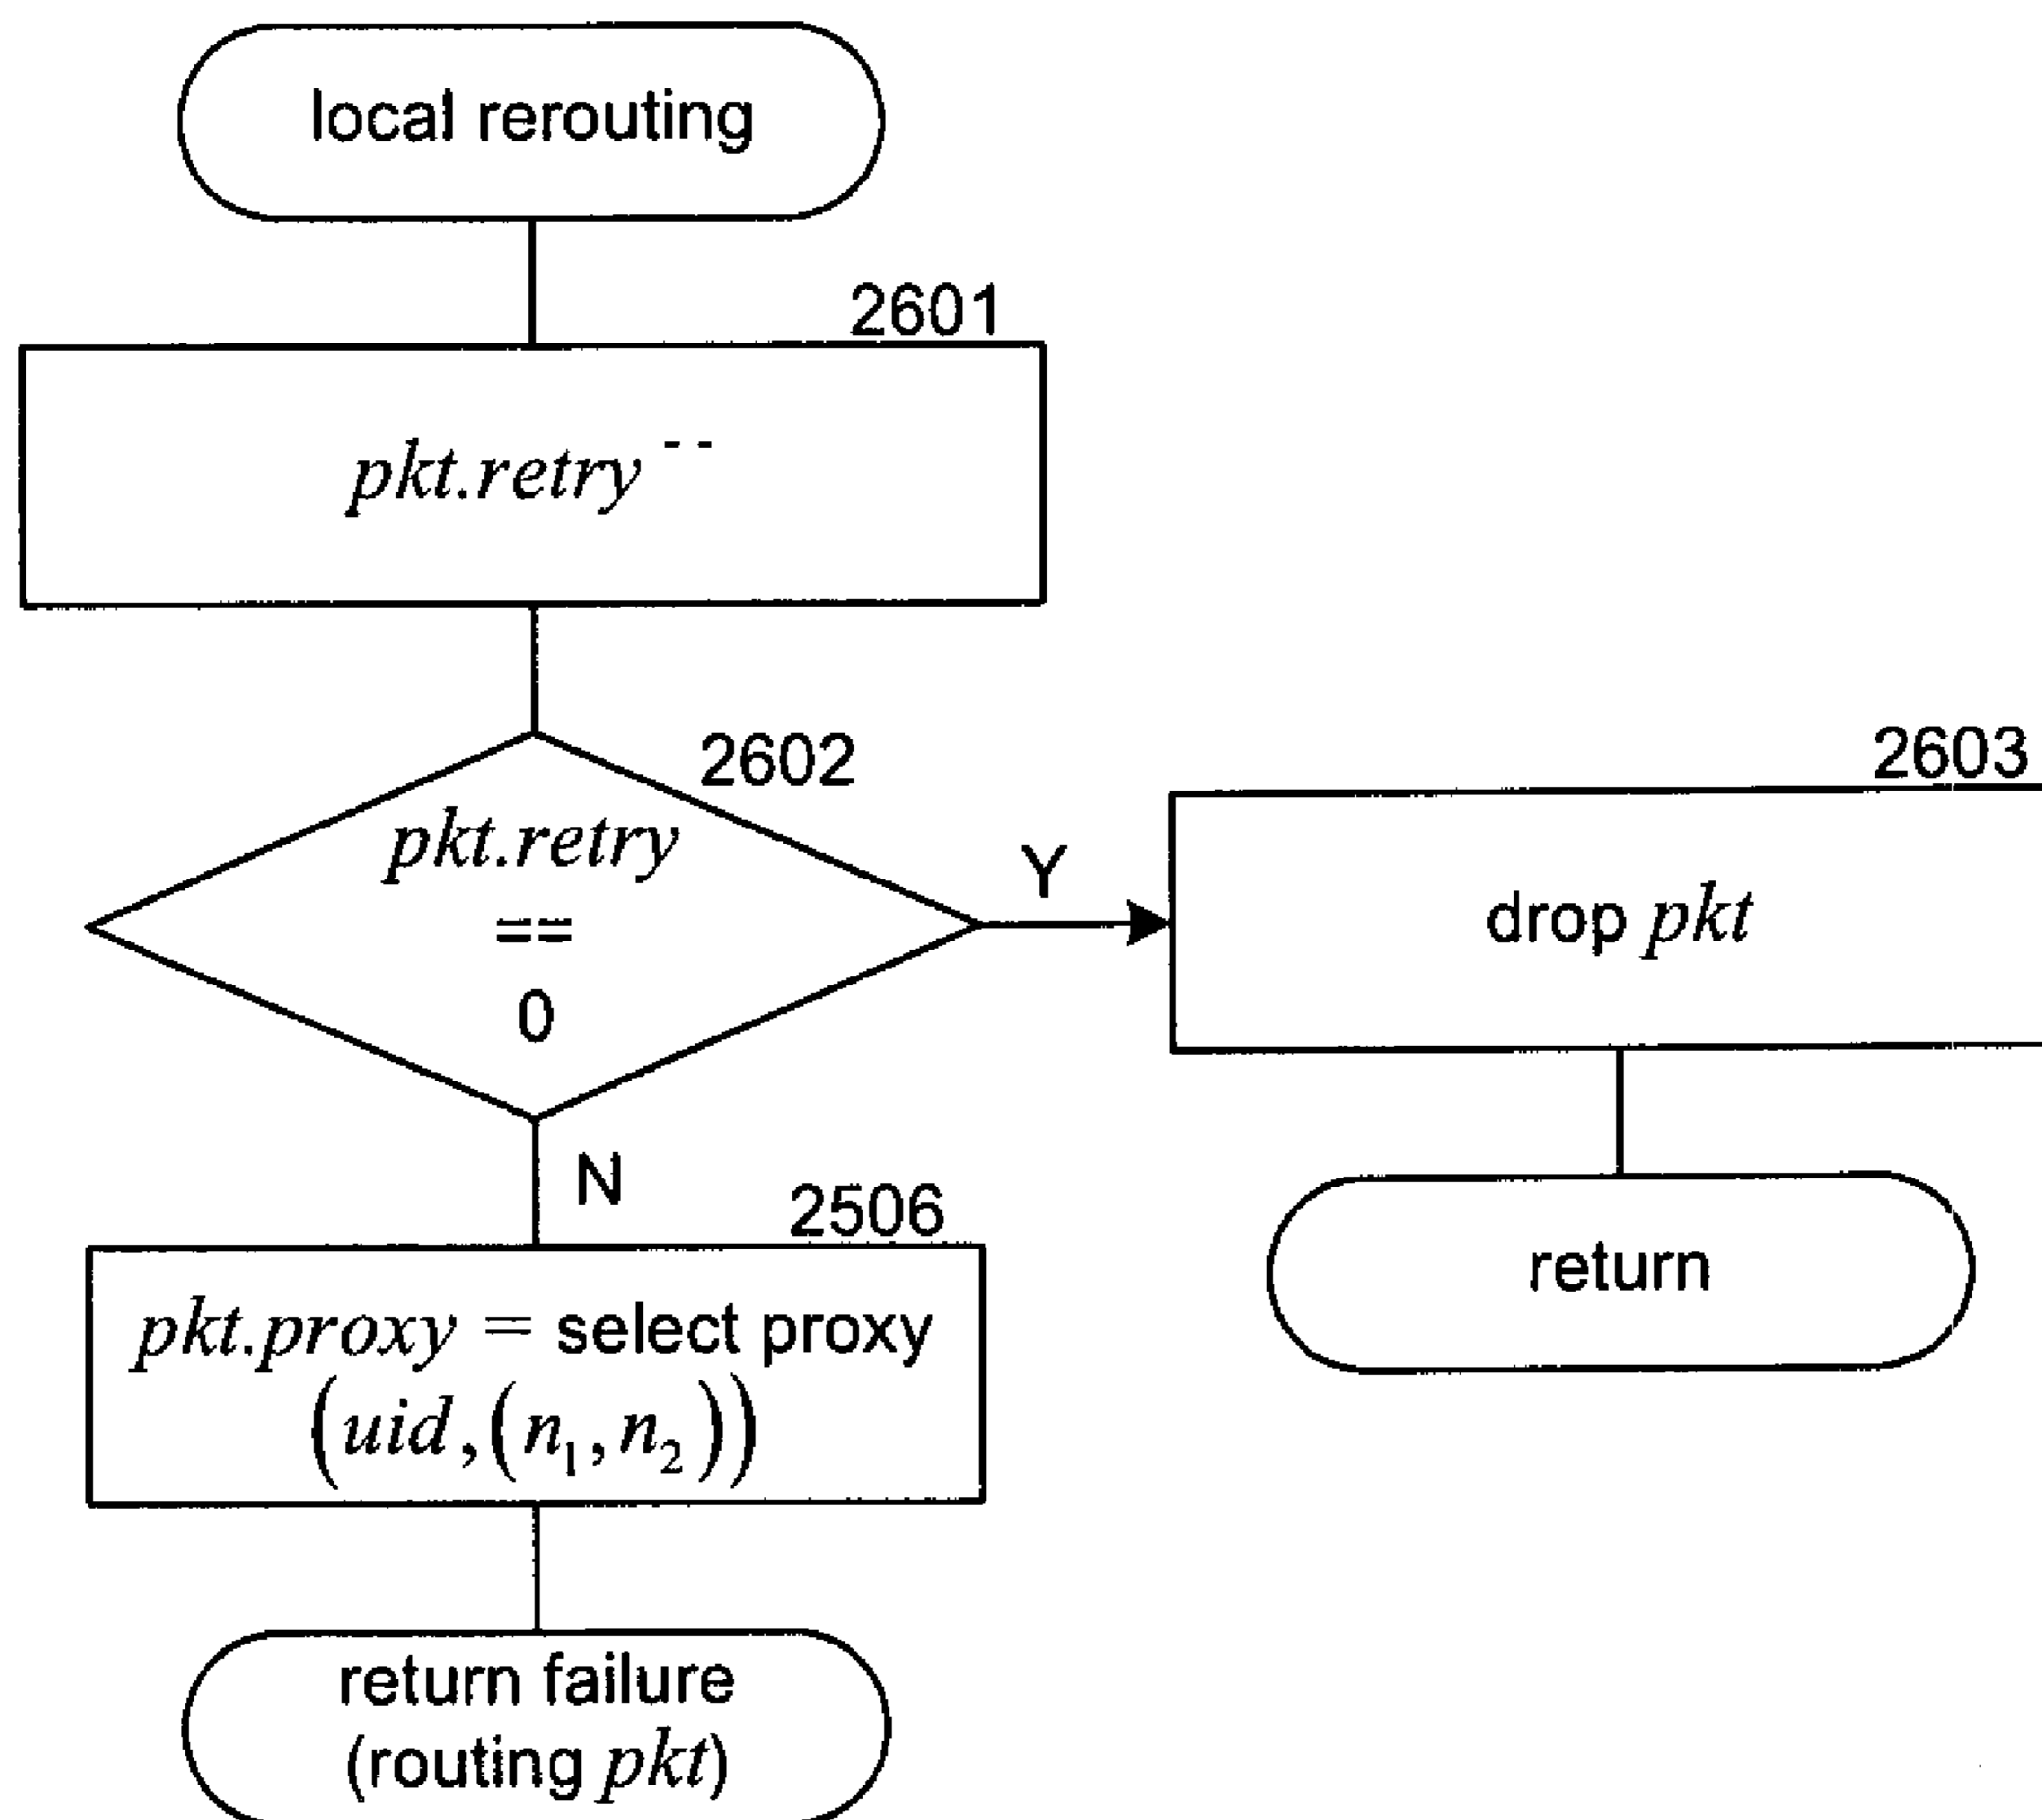 local rerouting
2601
pkt.retry --
2602
pkt.retry
==
0
Y
2603
drop pkt
return
N
2506
pkt.proxy = select proxy
(uid,(n₁,n₂))
return failure
(routing pkt)